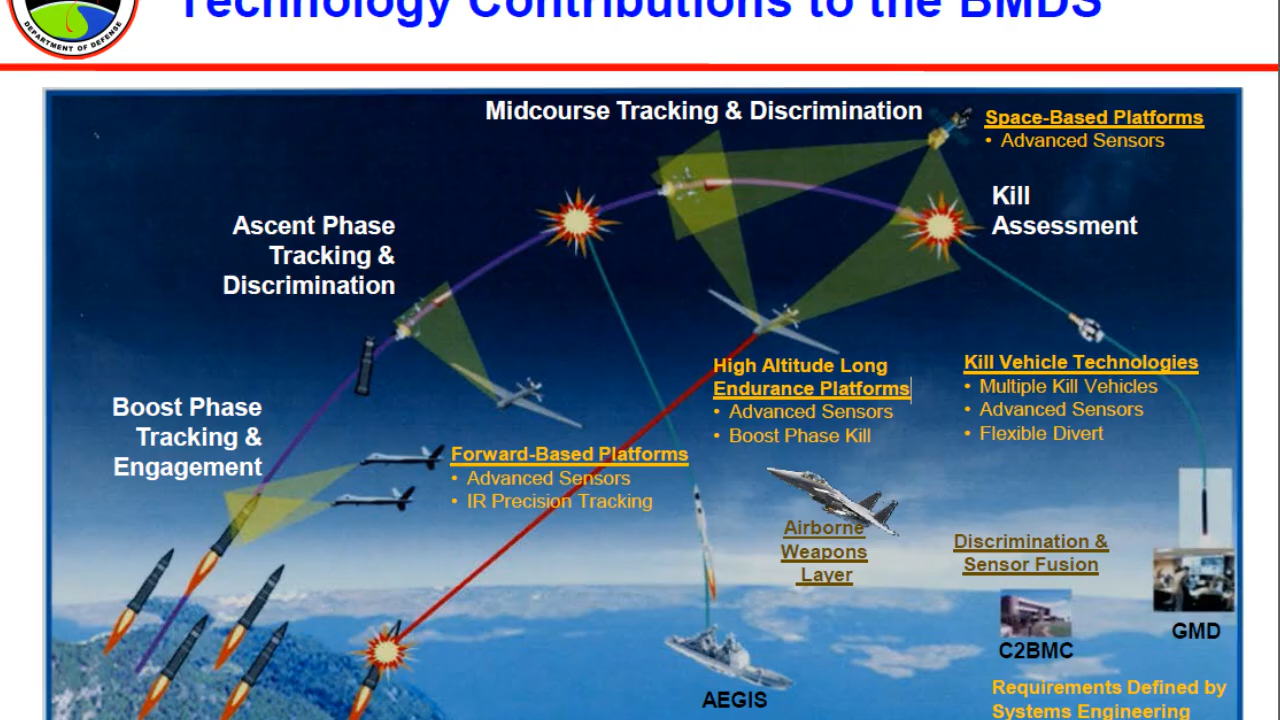 Technology Contributions to the BMDS
DEPARTMENT OF DEFENSE
Midcourse Tracking & Discrimination
Space-Based Platforms
• Advanced Sensors
Kill
Assessment
Ascent Phase
Tracking &
Discrimination
High Altitude Long
Endurance Platforms
• Advanced Sensors
• Boost Phase Kill
Kill Vehicle Technologies
• Multiple Kill Vehicles
• Advanced Sensors
• Flexible Divert
Boost Phase
Tracking &
Engagement
Forward-Based Platforms
• Advanced Sensors
• IR Precision Tracking
Airborne
Weapons
Layer
Discrimination &
Sensor Fusion
GMD
C2BMC
AEGIS
Requirements Defined by
Systems Engineering